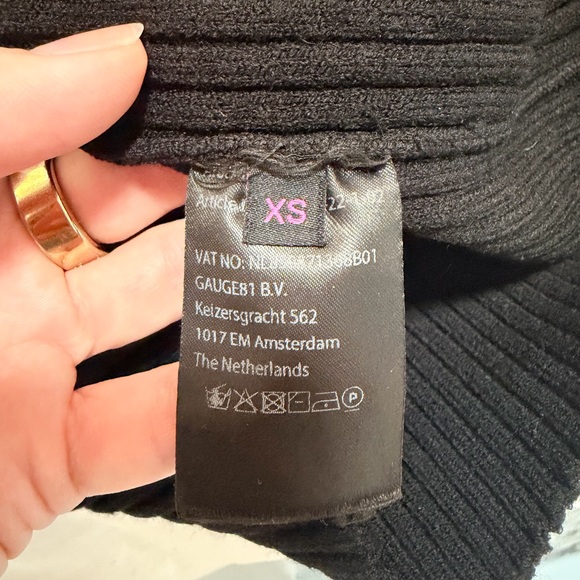 XS
VAT NO:
GAUGE81 B.V.
Keizersgracht 562
1017 EM Amsterdam
The Netherlands
P